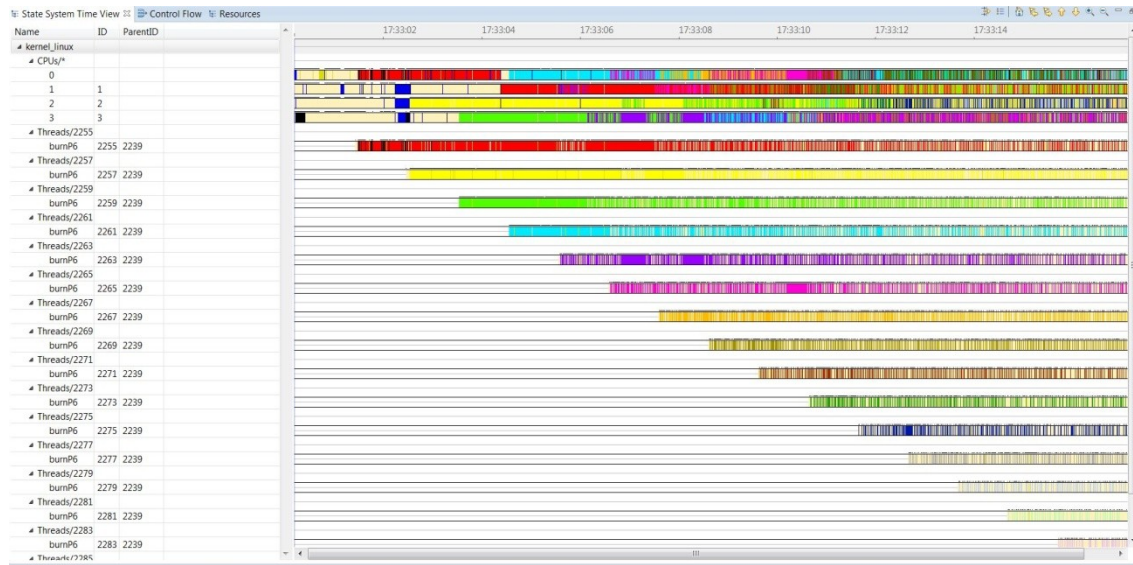 State System Time View Control Flow Resources
Name ID ParentID 17:33:02 17:33:04 17:33:06 17:33:08 17:33:10 17:33:12 17:33:14
kernel_linux
CPUs/*
0
1 1
2 2
3 3
Threads/2255
burnP6 2255 2239
Threads/2257
burnP6 2257 2239
Threads/2259
burnP6 2259 2239
Threads/2261
burnP6 2261 2239
Threads/2263
burnP6 2263 2239
Threads/2265
burnP6 2265 2239
Threads/2267
burnP6 2267 2239
Threads/2269
burnP6 2269 2239
Threads/2271
burnP6 2271 2239
Threads/2273
burnP6 2273 2239
Threads/2275
burnP6 2275 2239
Threads/2277
burnP6 2277 2239
Threads/2279
burnP6 2279 2239
Threads/2281
burnP6 2281 2239
Threads/2283
burnP6 2283 2239
Threads/2285